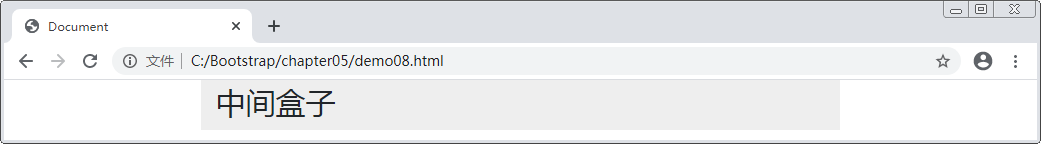 Document
文件 C:/Bootstrap/chapter05/demo08.html
中间盒子